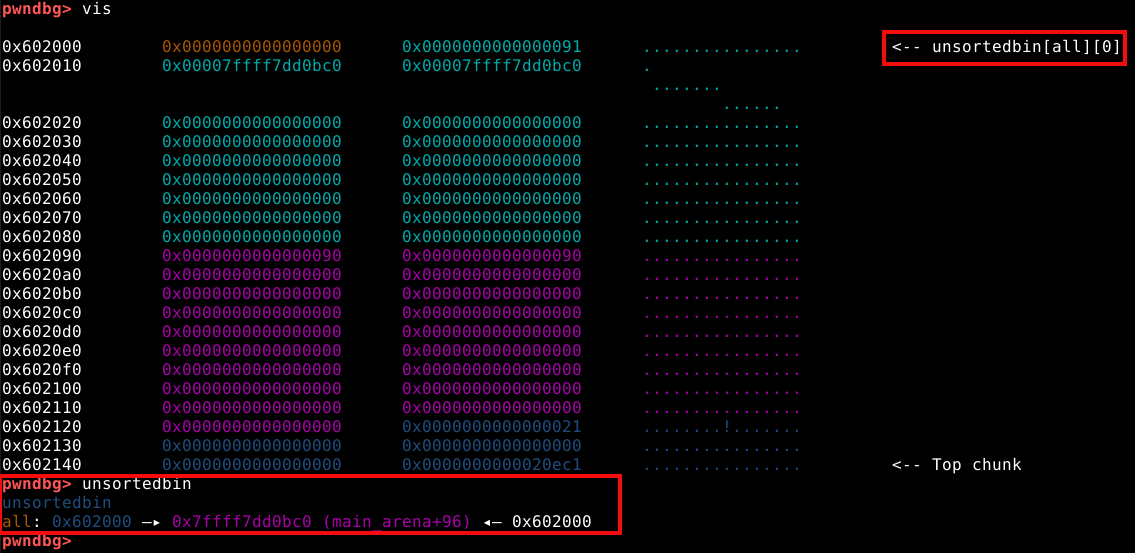 pwndbg> vis
0x602000 0x0000000000000000 0x0000000000000091 ................ <-- unsortedbin[all][0]
0x602010 0x00007ffff7dd0bc0 0x00007ffff7dd0bc0 .
.......
......
0x602020 0x0000000000000000 0x0000000000000000 ................
0x602030 0x0000000000000000 0x0000000000000000 ................
0x602040 0x0000000000000000 0x0000000000000000 ................
0x602050 0x0000000000000000 0x0000000000000000 ................
0x602060 0x0000000000000000 0x0000000000000000 ................
0x602070 0x0000000000000000 0x0000000000000000 ................
0x602080 0x0000000000000000 0x0000000000000000 ................
0x602090 0x0000000000000090 0x0000000000000090 ................
0x6020a0 0x0000000000000000 0x0000000000000000 ................
0x6020b0 0x0000000000000000 0x0000000000000000 ................
0x6020c0 0x0000000000000000 0x0000000000000000 ................
0x6020d0 0x0000000000000000 0x0000000000000000 ................
0x6020e0 0x0000000000000000 0x0000000000000000 ................
0x6020f0 0x0000000000000000 0x0000000000000000 ................
0x602100 0x0000000000000000 0x0000000000000000 ................
0x602110 0x0000000000000000 0x0000000000000000 ................
0x602120 0x0000000000000000 0x0000000000000021 ........!.......
0x602130 0x0000000000000000 0x0000000000000000 ................
0x602140 0x0000000000000000 0x0000000000020ec1 ................ <-- Top chunk
pwndbg> unsortedbin
unsortedbin
all: 0x602000 —▸ 0x7ffff7dd0bc0 (main_arena+96) ◂— 0x602000
pwndbg>